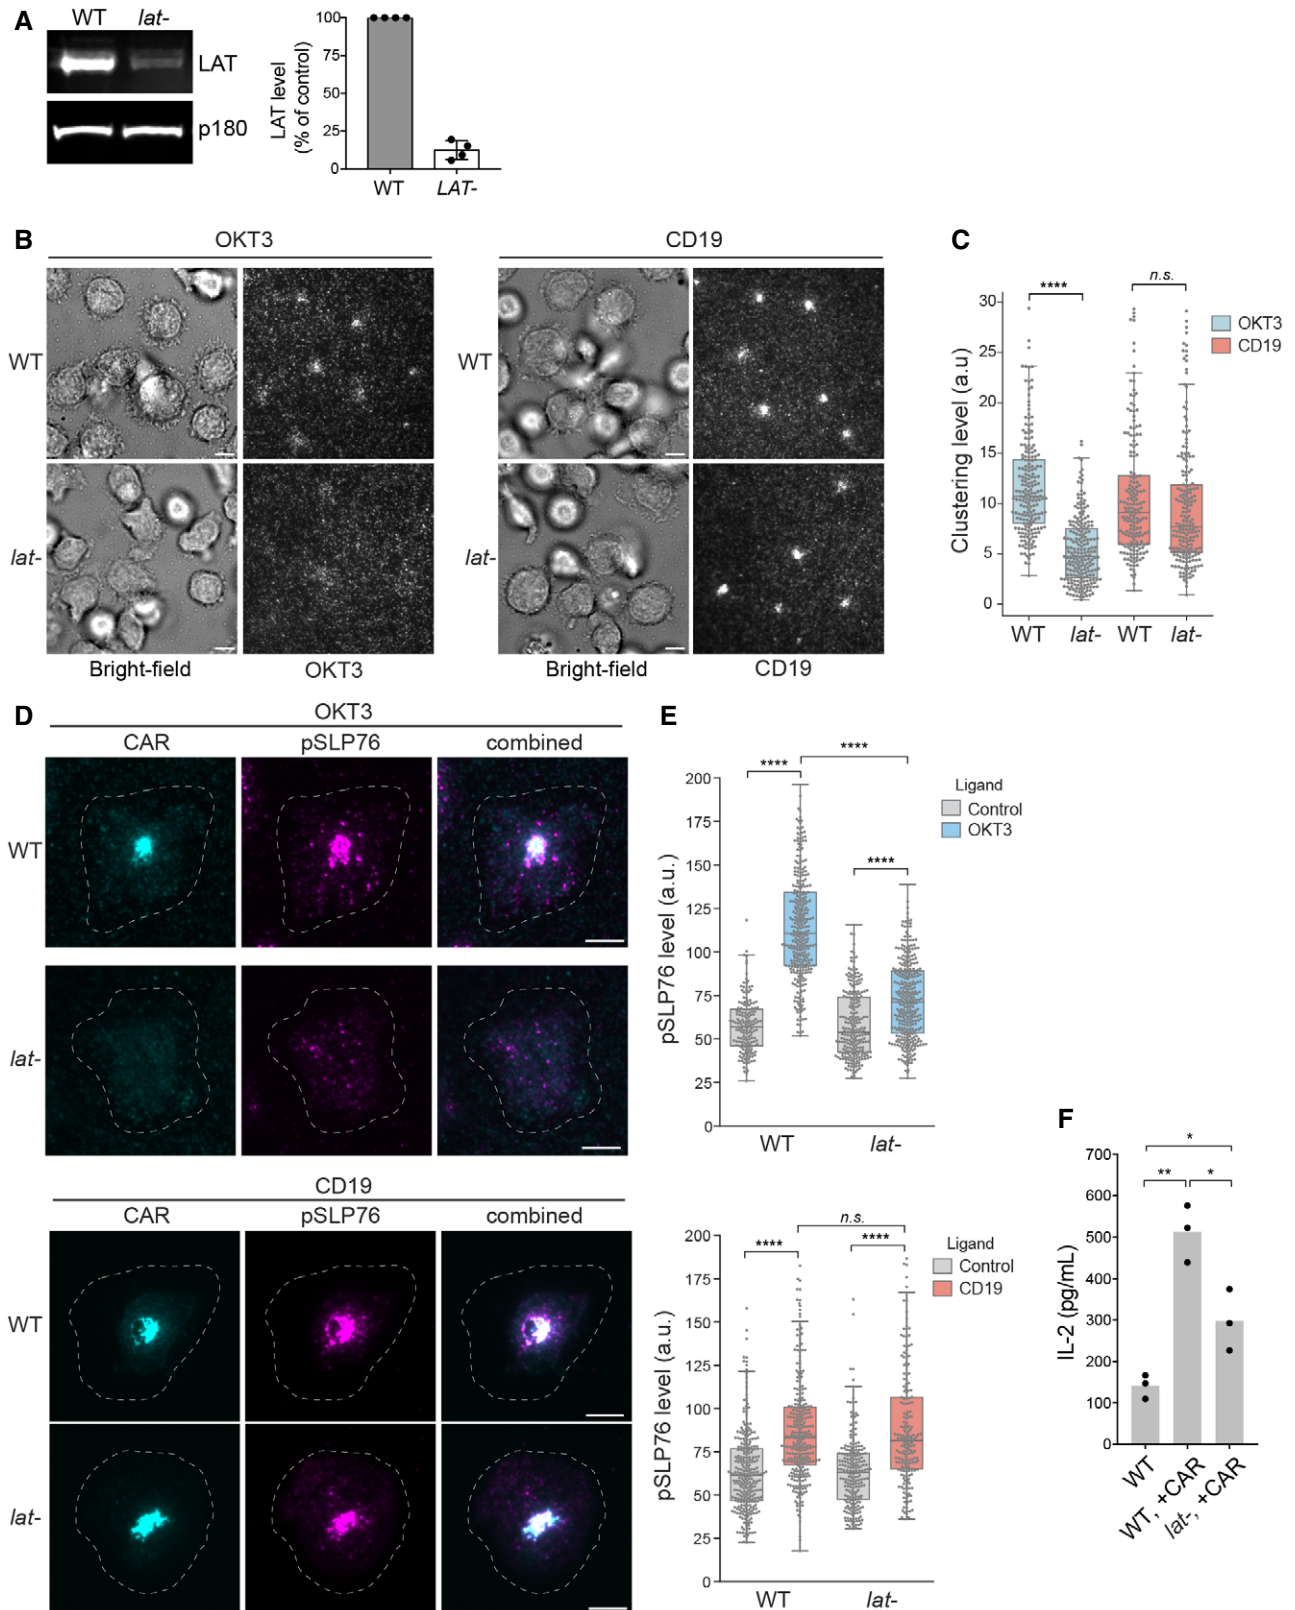 A
WT lat-
LAT
p180
LAT level
(% of control)
100
75
50
25
0
WT LAT-
B
OKT3
CD19
WT
WT
lat-
lat-
Bright-field OKT3
Bright-field CD19
C
**** n.s.
Clustering level (a.u)
30
25
20
15
10
5
0
OKT3
CD19
WT lat- WT lat-
D
OKT3
CAR pSLP76 combined
WT
lat-
CD19
CAR pSLP76 combined
WT
lat-
E
****
****
****
pSLP76 level (a.u.)
200
175
150
125
100
75
50
25
0
Ligand
Control
OKT3
WT lat-
n.s.
**** ****
pSLP76 level (a.u.)
200
175
150
125
100
75
50
25
0
Ligand
Control
CD19
WT lat-
F
*
** *
IL-2 (pg/mL)
700
600
500
400
300
200
100
0
WT
WT, +CAR
lat-, +CAR